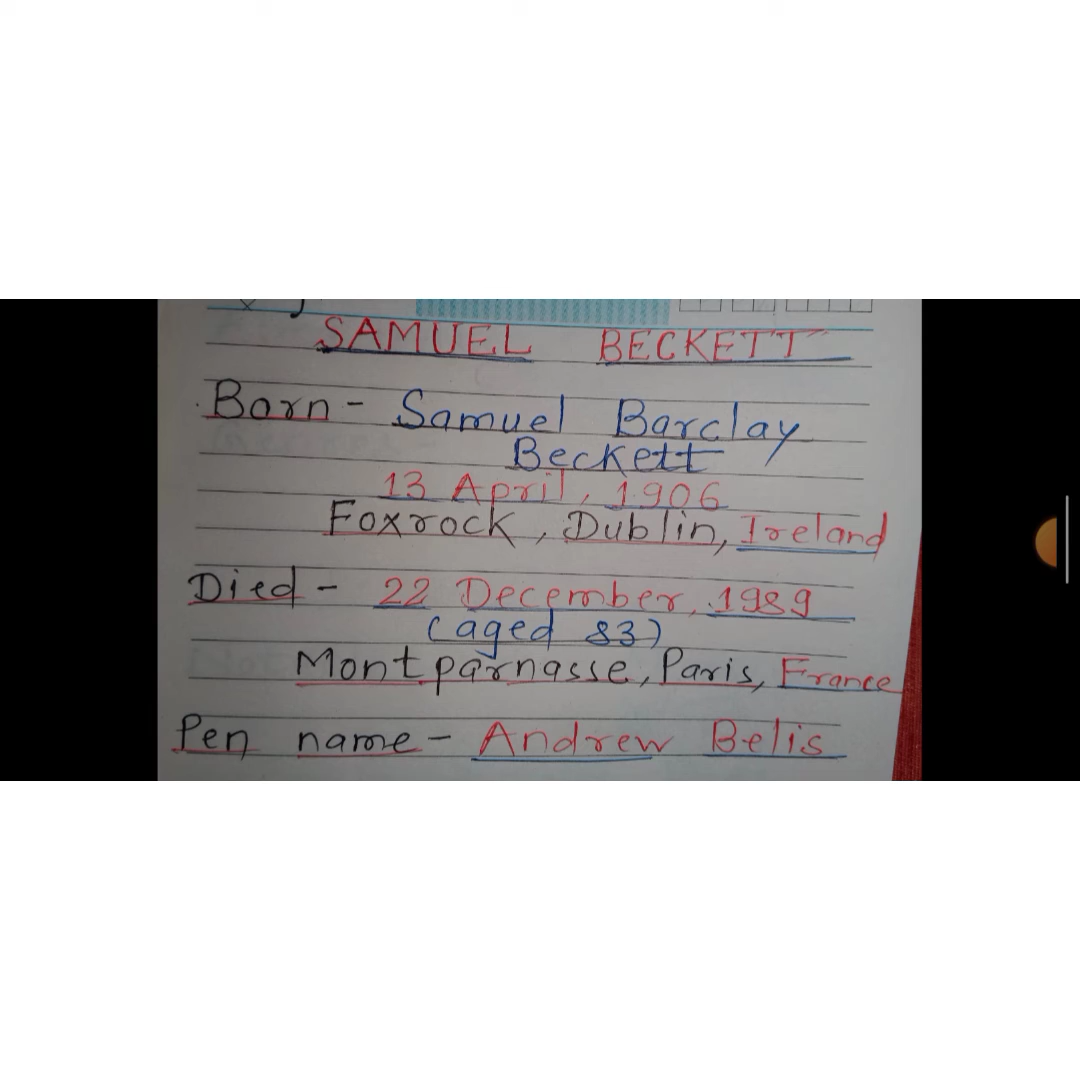 SAMUEL BECKETT
Born - Samuel Barclay
Beckett
13 April, 1906
Foxrock, Dublin, Ireland
Died - 22 December, 1989
(aged 83)
Montparnasse, Paris, France
Pen name - Andrew Belis